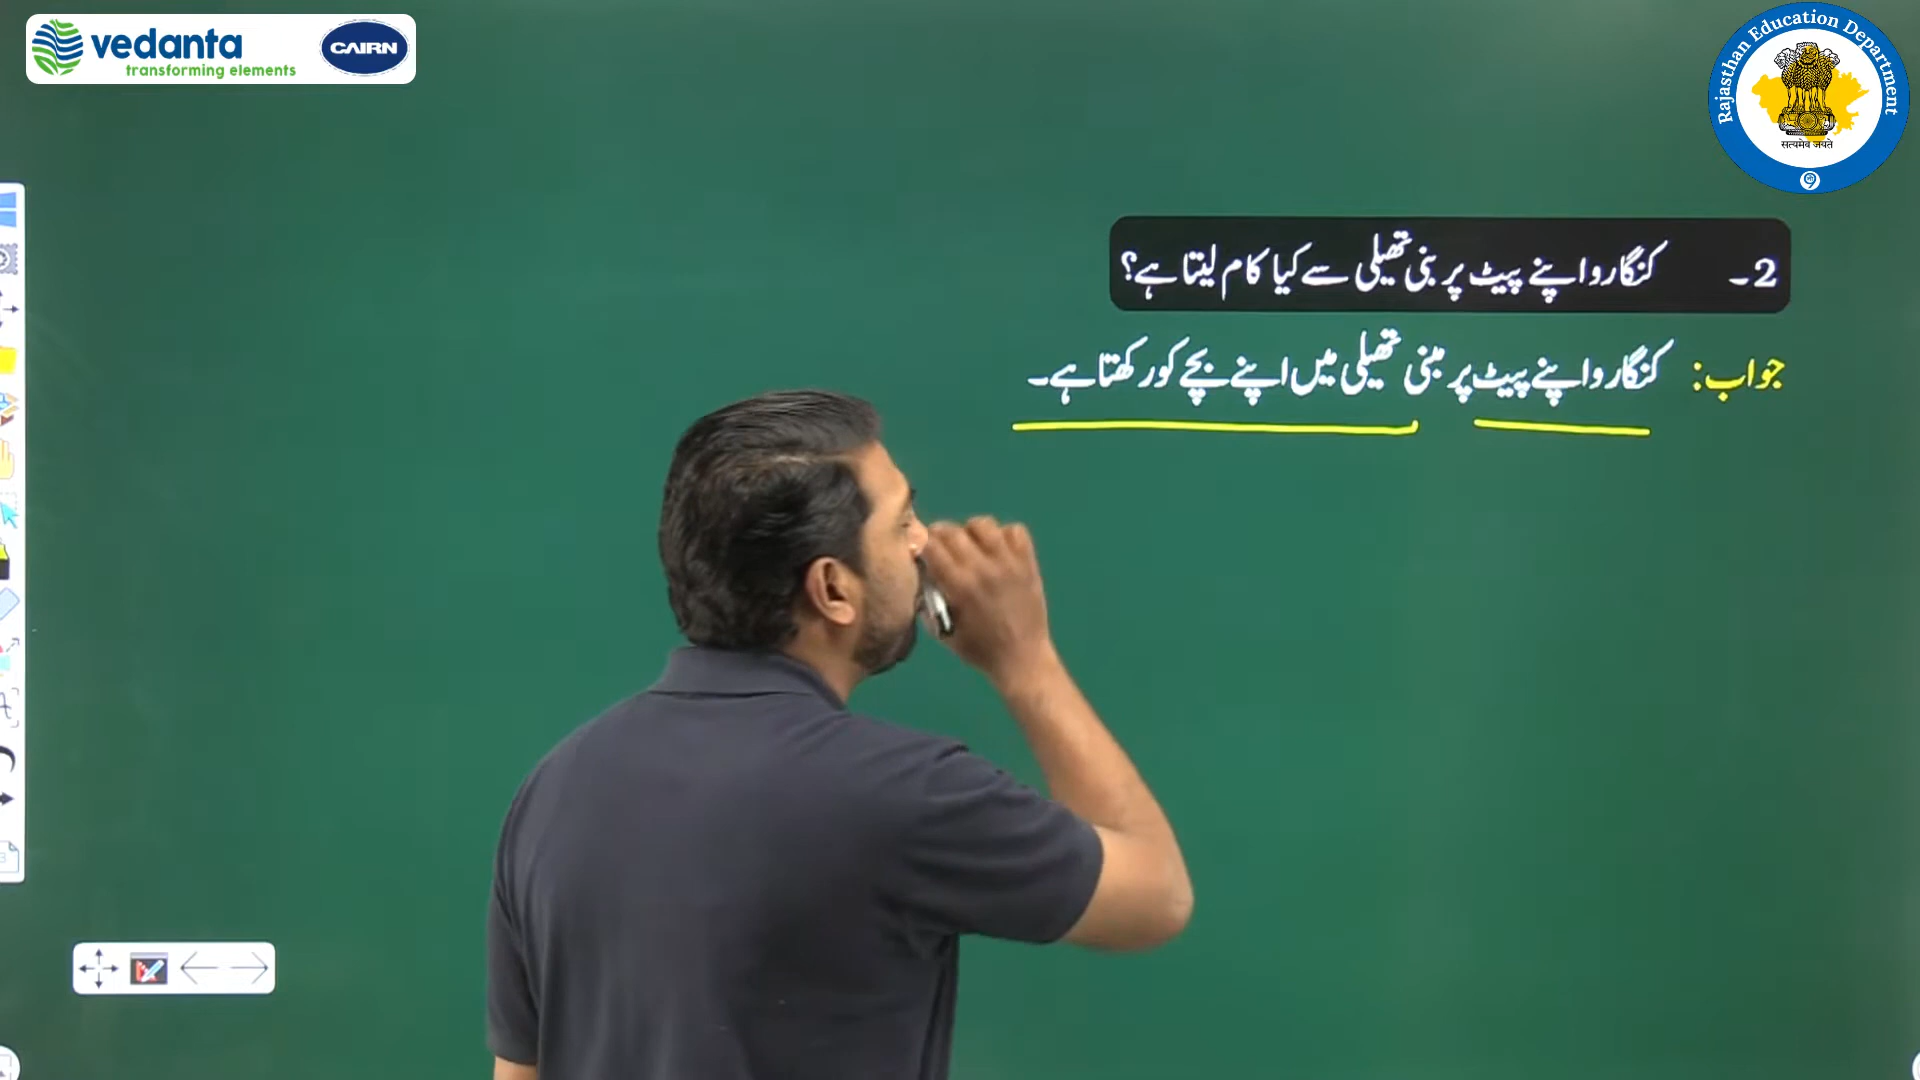 vedanta
transforming elements
CAIRN
Rajasthan Education Department
सत्यमेव जयते
2۔ کنگارو اپنے پیٹ پر بنی تھیلی سے کیا کام لیتا ہے؟
جواب: کنگارو اپنے پیٹ پر مبنی تھیلی میں اپنے بچے کو رکھتا ہے۔